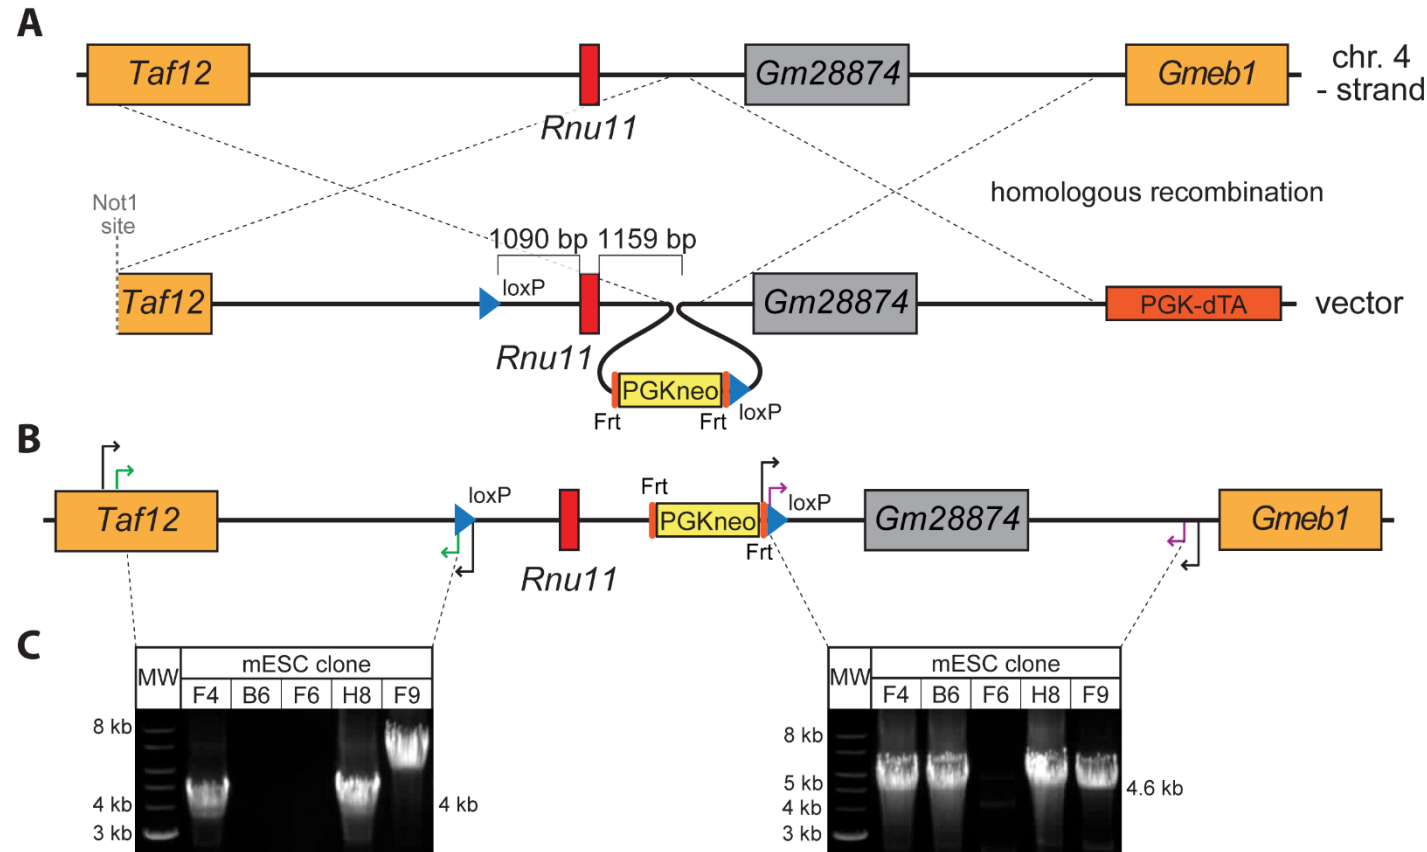 A
Taf12
Gm28874
Gmeb1
chr. 4
- strand
Rnu11
homologous recombination
Not1
site
1090 bp
1159 bp
loxP
Taf12
Gm28874
PGK-dTA
vector
Rnu11
PGKneo
Frt
Frt
loxP
B
Taf12
loxP
Frt
PGKneo
Frt
loxP
Gm28874
Gmeb1
Rnu11
C
MW
mESC clone
F4 B6 F6 H8 F9
8 kb
4 kb
3 kb
4 kb
MW
mESC clone
F4 B6 F6 H8 F9
8 kb
5 kb
4 kb
3 kb
4.6 kb